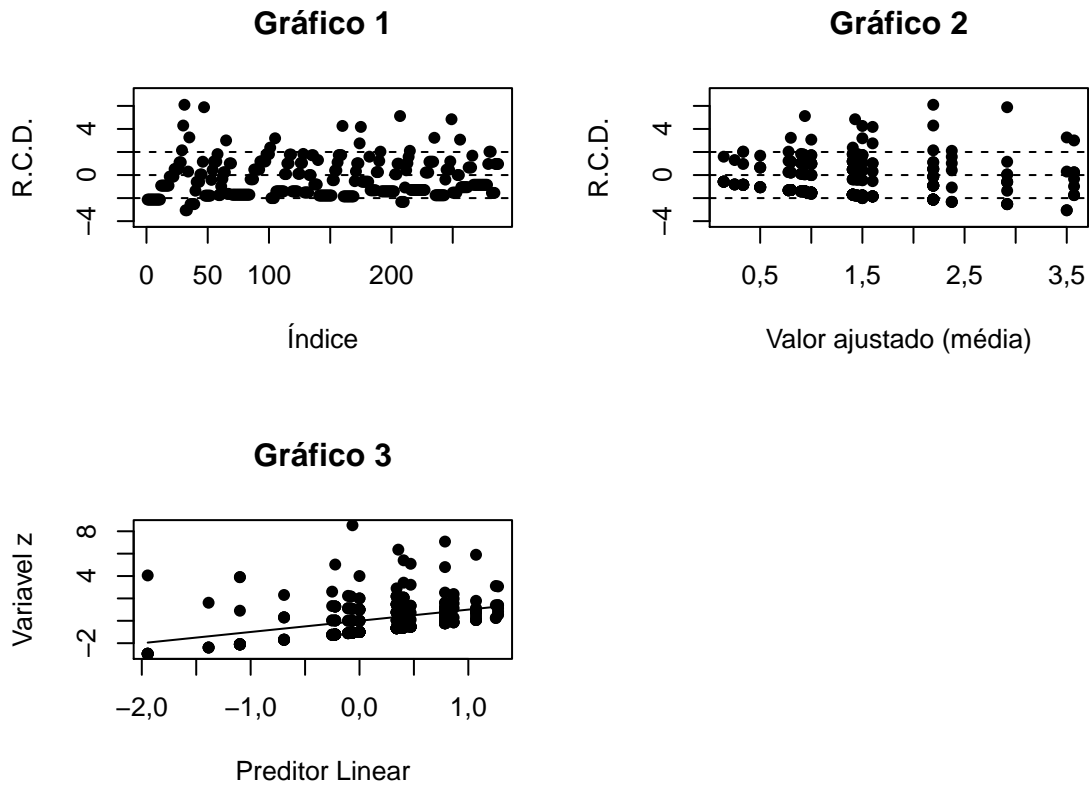 Gráfico 1
R.C.D.
−4 0 4
0 50 100 200
Índice
Gráfico 2
R.C.D.
−4 0 4
0,5 1,5 2,5 3,5
Valor ajustado (média)
Gráfico 3
Variavel z
−2 4 8
−2,0 −1,0 0,0 1,0
Preditor Linear